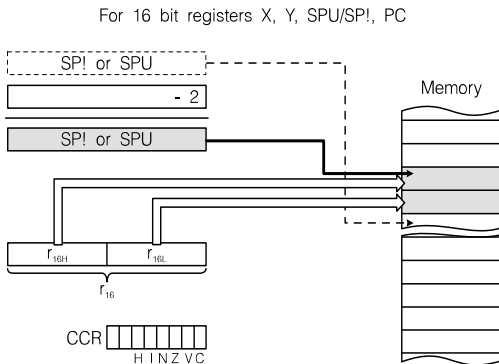 For 16 bit registers X, Y, SPU/SP!, PC
SP! or SPU
Memory
- 2
SP! or SPU
r16H
r16L
r16
CCR
H I N Z V C